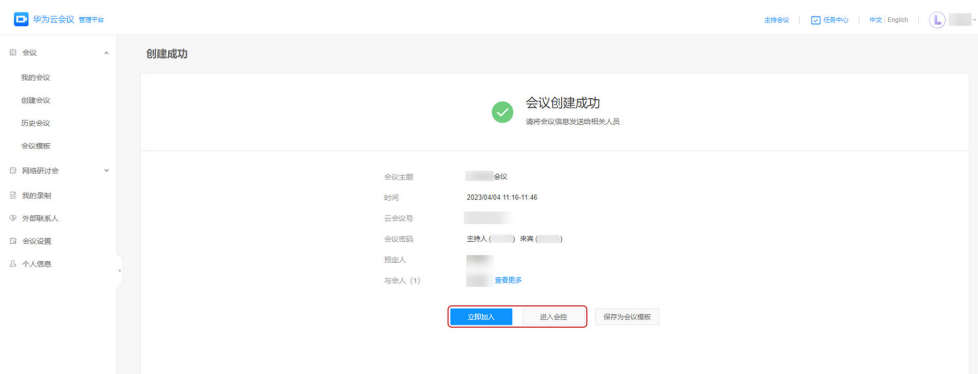 华为云会议 管理平台
主持会议 任务中心 中文 English
会议
我的会议
创建会议
历史会议
会议模板
网络研讨会
我的录制
外部联系人
会议设置
个人信息
创建成功
会议创建成功
请将会议信息发送给相关人员
会议主题 会议
时间 2023/04/04 11:16-11:46
云会议号
会议密码 主持人 ( ) 来宾 ( )
预定人
与会人 (1) 查看更多
立即加入 进入会控 保存为会议模板